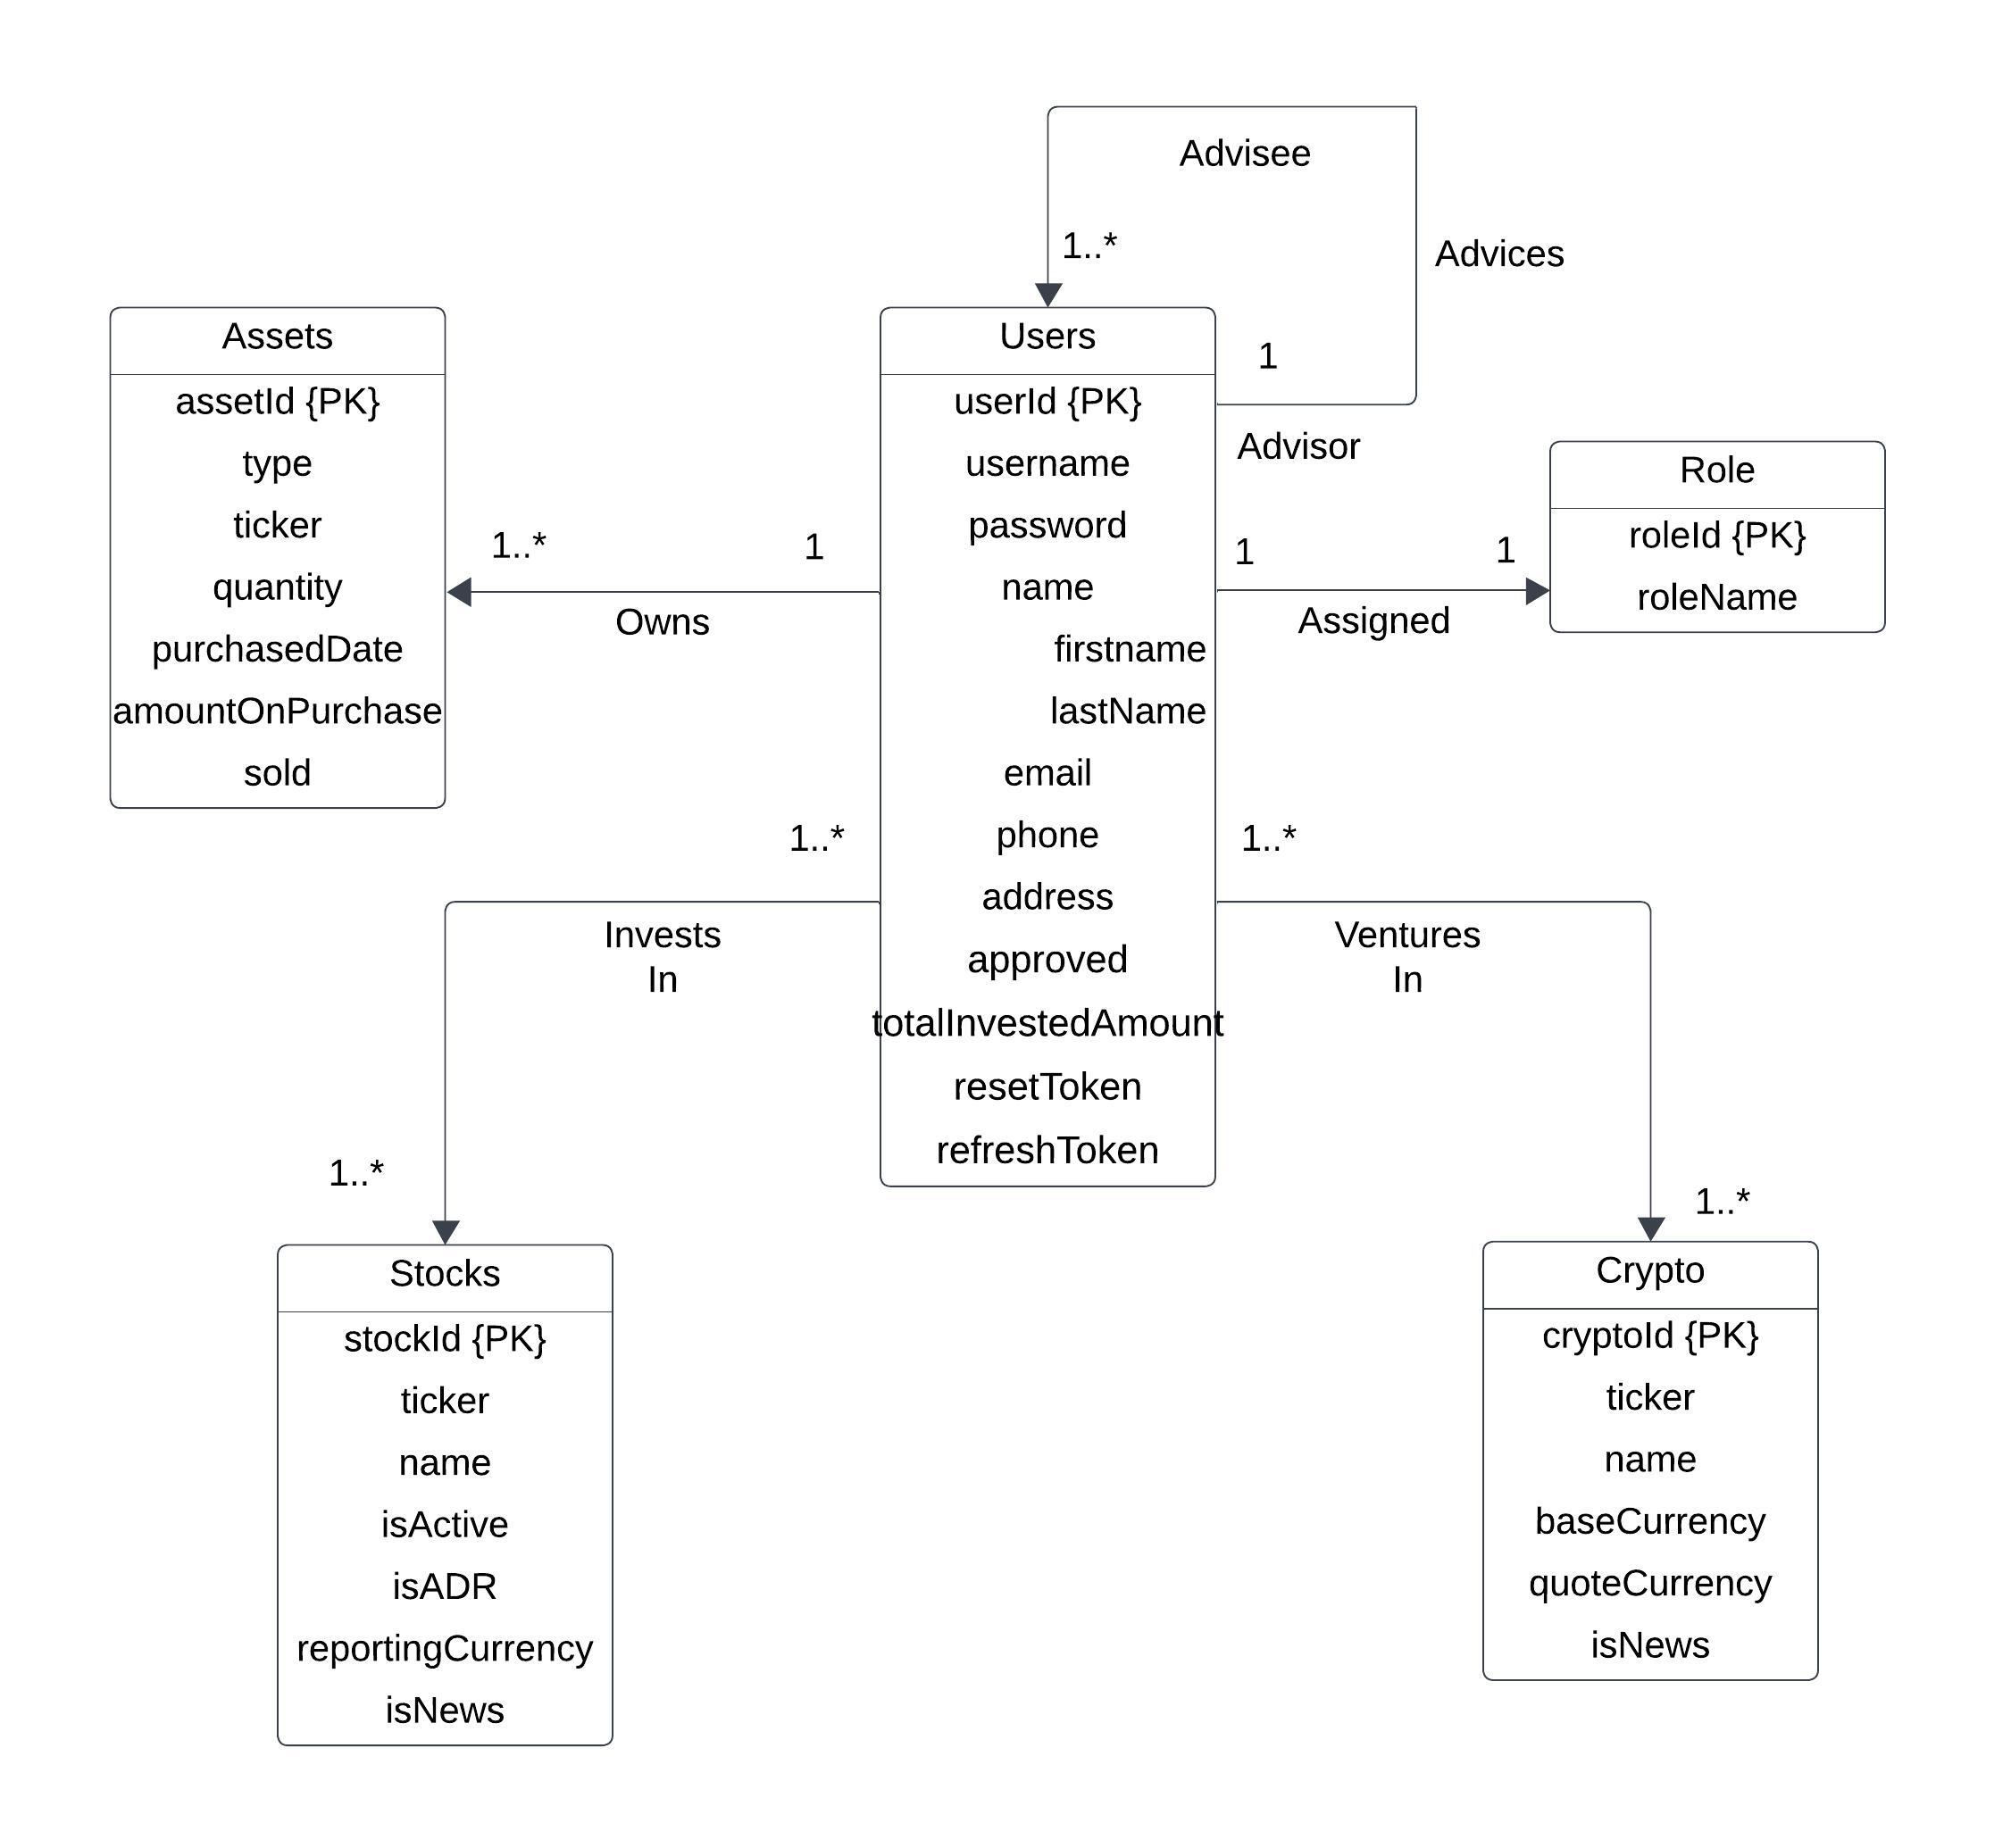 Advisee
1..*
Advices
Assets
assetId {PK}
type
ticker
quantity
purchasedDate
amountOnPurchase
sold
1..*
1
Owns
Users
userId {PK}
username
password
name
firstname
lastName
email
phone
address
approved
totalInvestedAmount
resetToken
refreshToken
1
Advisor
1
1
Assigned
Role
roleId {PK}
roleName
1..*
Invests
In
1..*
1..*
Ventures
In
1..*
Stocks
stockId {PK}
ticker
name
isActive
isADR
reportingCurrency
isNews
Crypto
cryptoId {PK}
ticker
name
baseCurrency
quoteCurrency
isNews